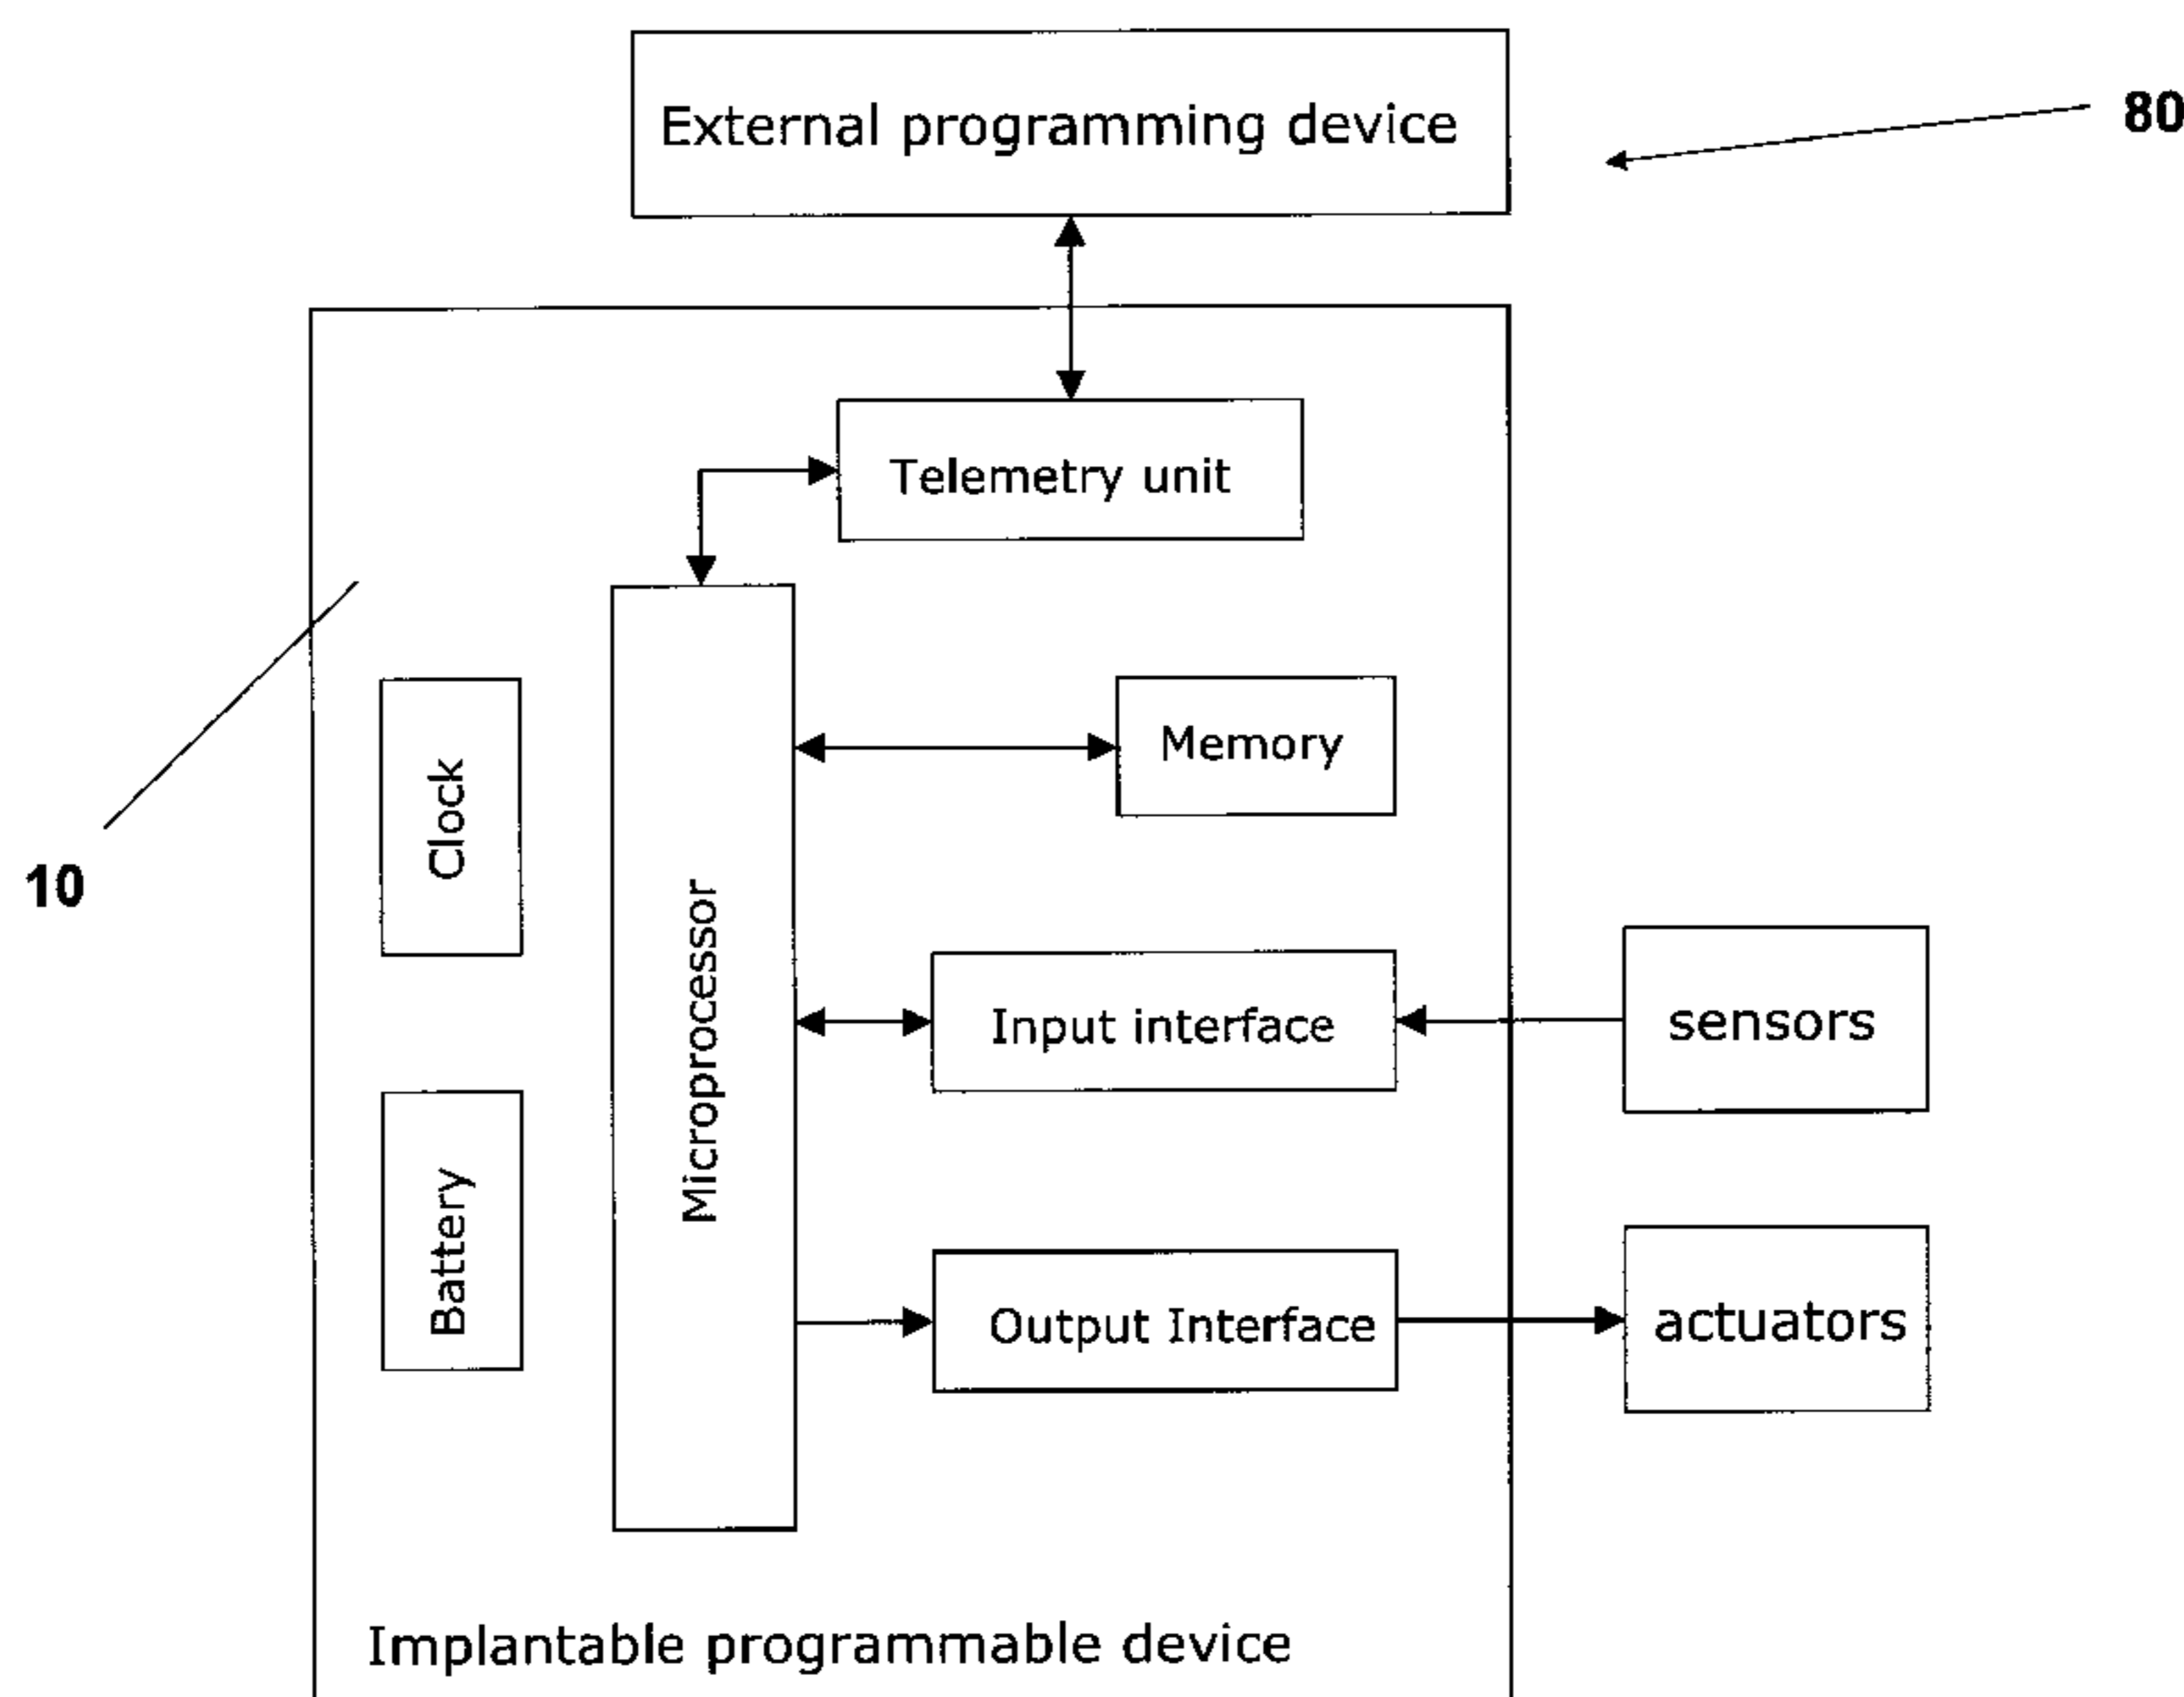 External programming device
80
Telemetry unit
Memory
Clock
10
Microprocessor
Input interface
sensors
Battery
Output Interface
actuators
Implantable programmable device